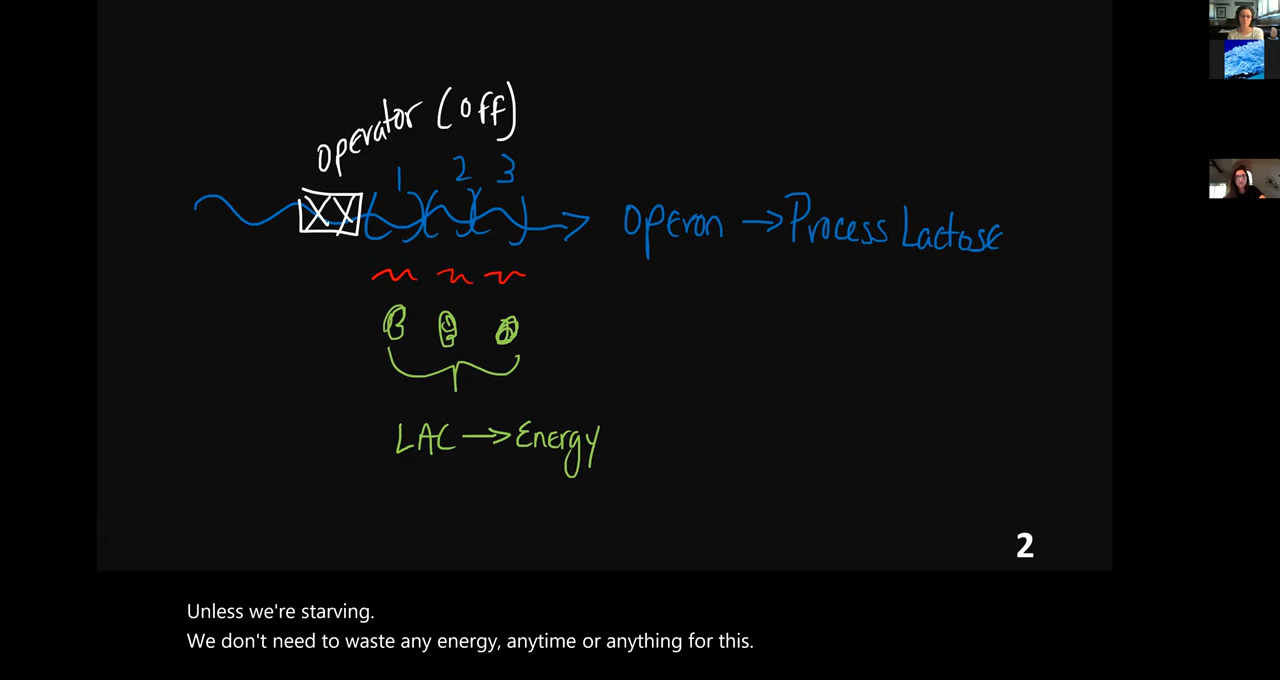 operator (off)
XX
1 2 3
operon → Process Lactose
LAC → Energy
2
Unless we're starving.
We don't need to waste any energy, anytime or anything for this.